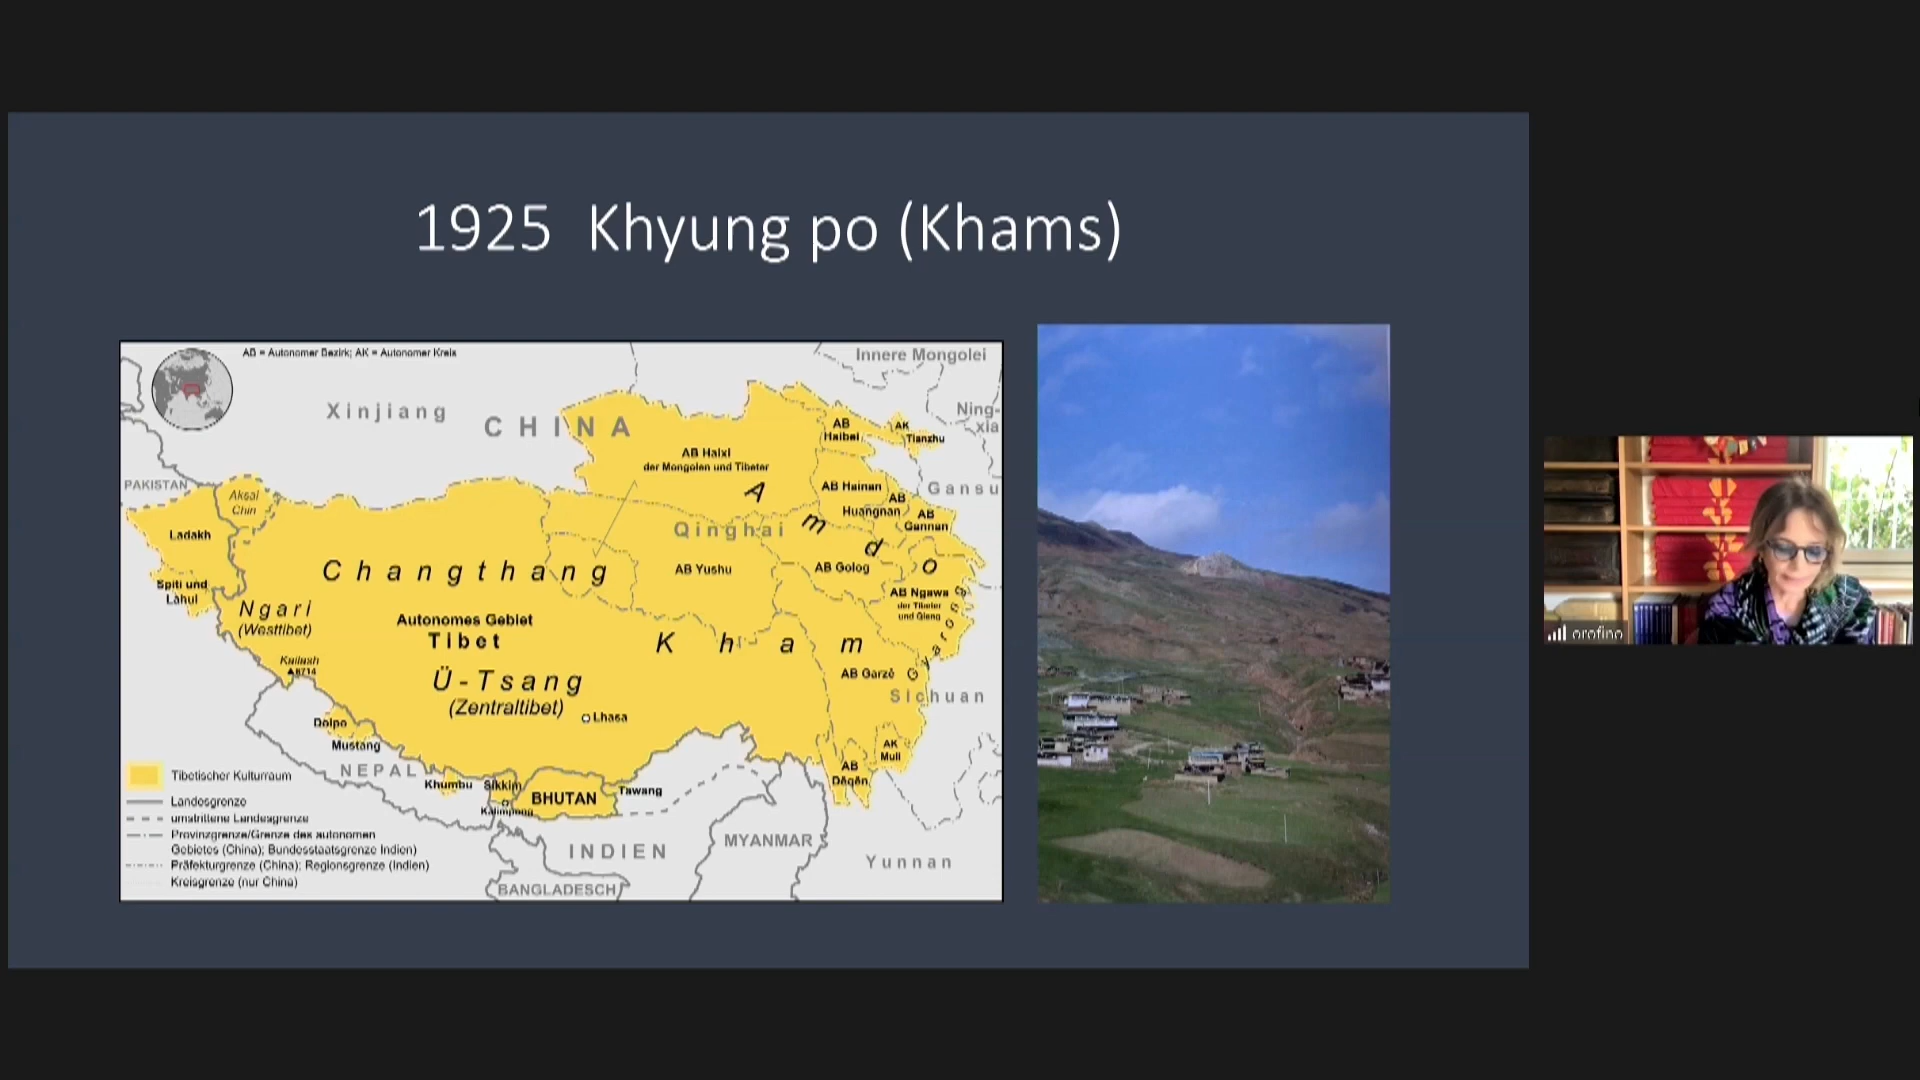 1925 Khyung po (Khams)
AB = Autonomer Bezirk; AK = Autonomer Kreis
Innere Mongolei
Xinjiang
CHINA
Ning-
xia
AB
Haibei
AK
Tianzhu
AB Haixi
der Mongolen und Tibeter
PAKISTAN
Aksai
Chin
AB Hainan
AB
Huangnan
Gansu
AB
Gannan
Amdo
Qinghai
Ladakh
Changthang
AB Yushu
AB Golog
Spiti und
Lahul
AB Ngawa
der Tibeter
und Qiang
Ngari
(Westtibet)
Autonomes Gebiet
Tibet
Kham
Gyarong
Kailash
6714
Ü-Tsang
(Zentraltibet)
AB Garzê
Sichuan
Lhasa
Dolpo
Mustang
AK
Muli
AB
Dêqên
NEPAL
Khumbu
Sikkim
BHUTAN
Tawang
Kalimpong
Tibetischer Kulturraum
Landesgrenze
umstrittene Landesgrenze
Provinzgrenze/Grenze des autonomen
Gebietes (China); Bundesstaatsgrenze Indien)
Präfekturgrenze (China); Regionsgrenze (Indien)
Kreisgrenze (nur China)
INDIEN
MYANMAR
Yunnan
BANGLADESCH
orofino